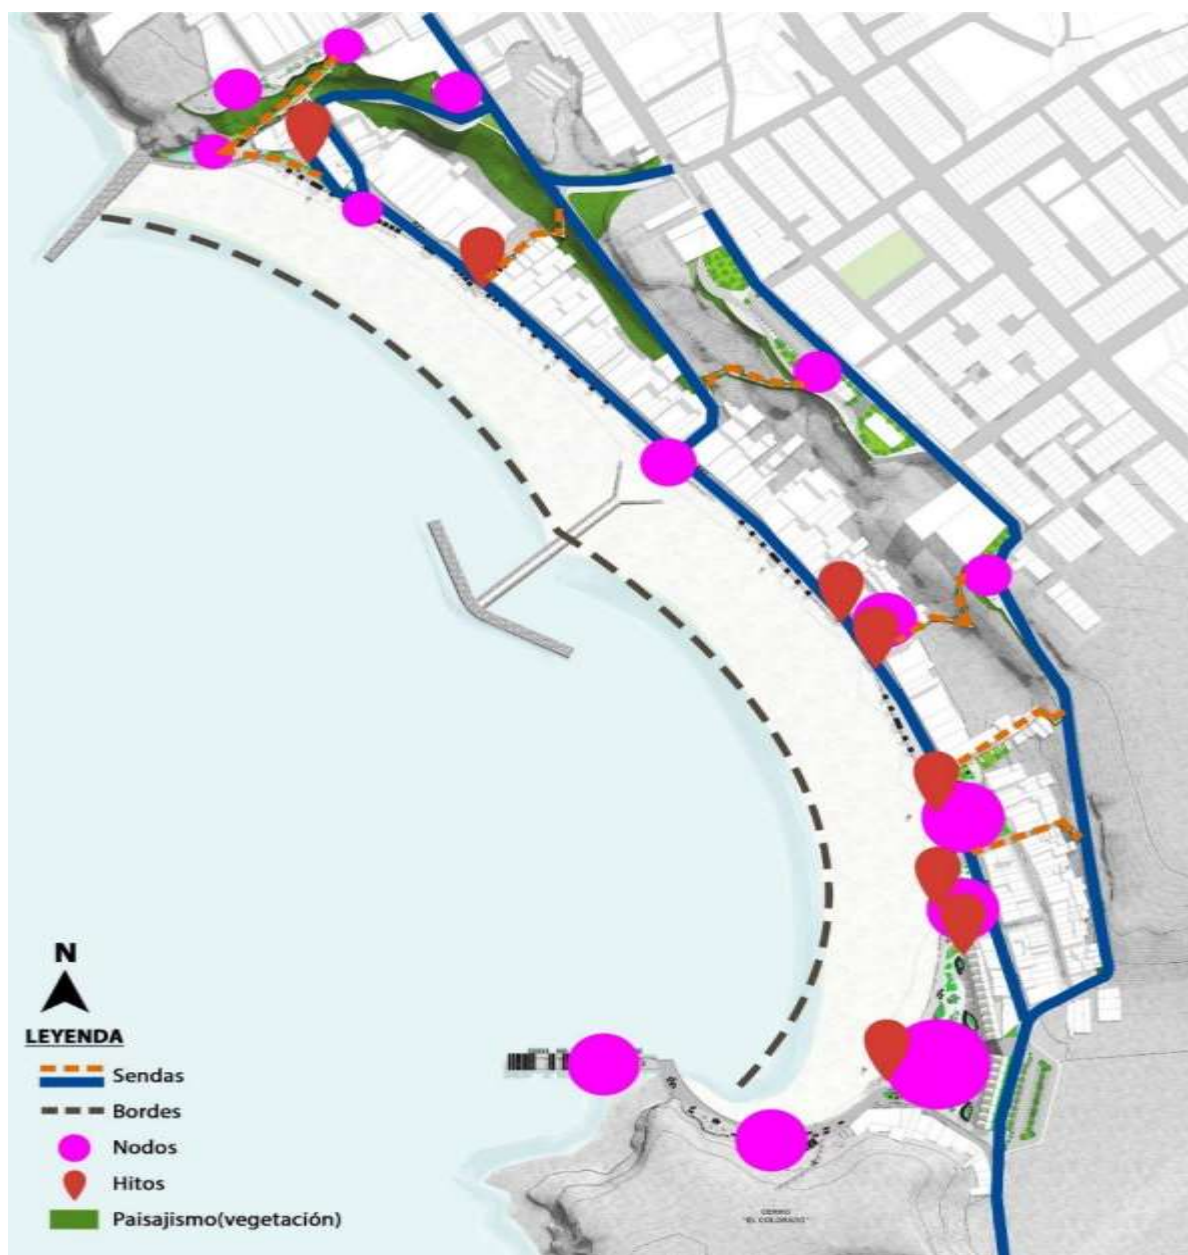 N
LEYENDA
Sendas
Bordes
Nodos
Hitos
Paisajismo(vegetación)
CERRO
"EL COLORADO"